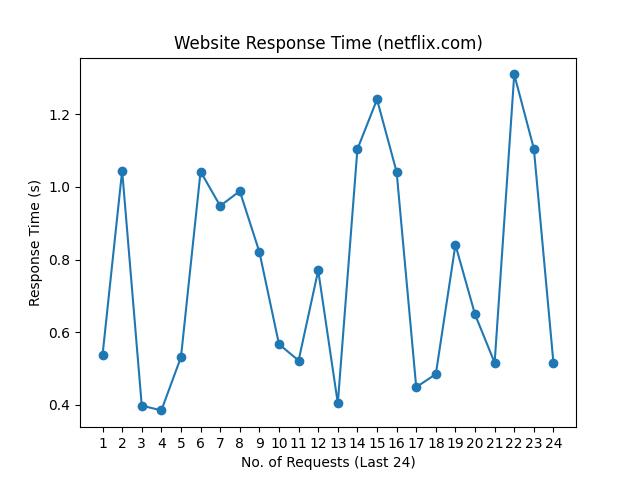 Website Response Time (netflix.com)
Response Time (s)
1.2
1.0
0.8
0.6
0.4
1 2 3 4 5 6 7 8 9 10 11 12 13 14 15 16 17 18 19 20 21 22 23 24
No. of Requests (Last 24)